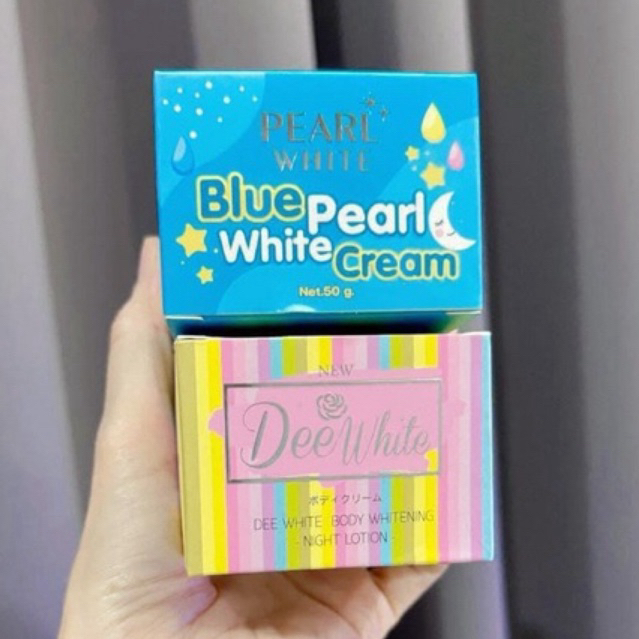 PEARL
WHITE
Blue Pearl
White Cream
Net.50 g.
NEW
Dee White
ボディクリーム
DEE WHITE BODY WHITENING
- NIGHT LOTION -